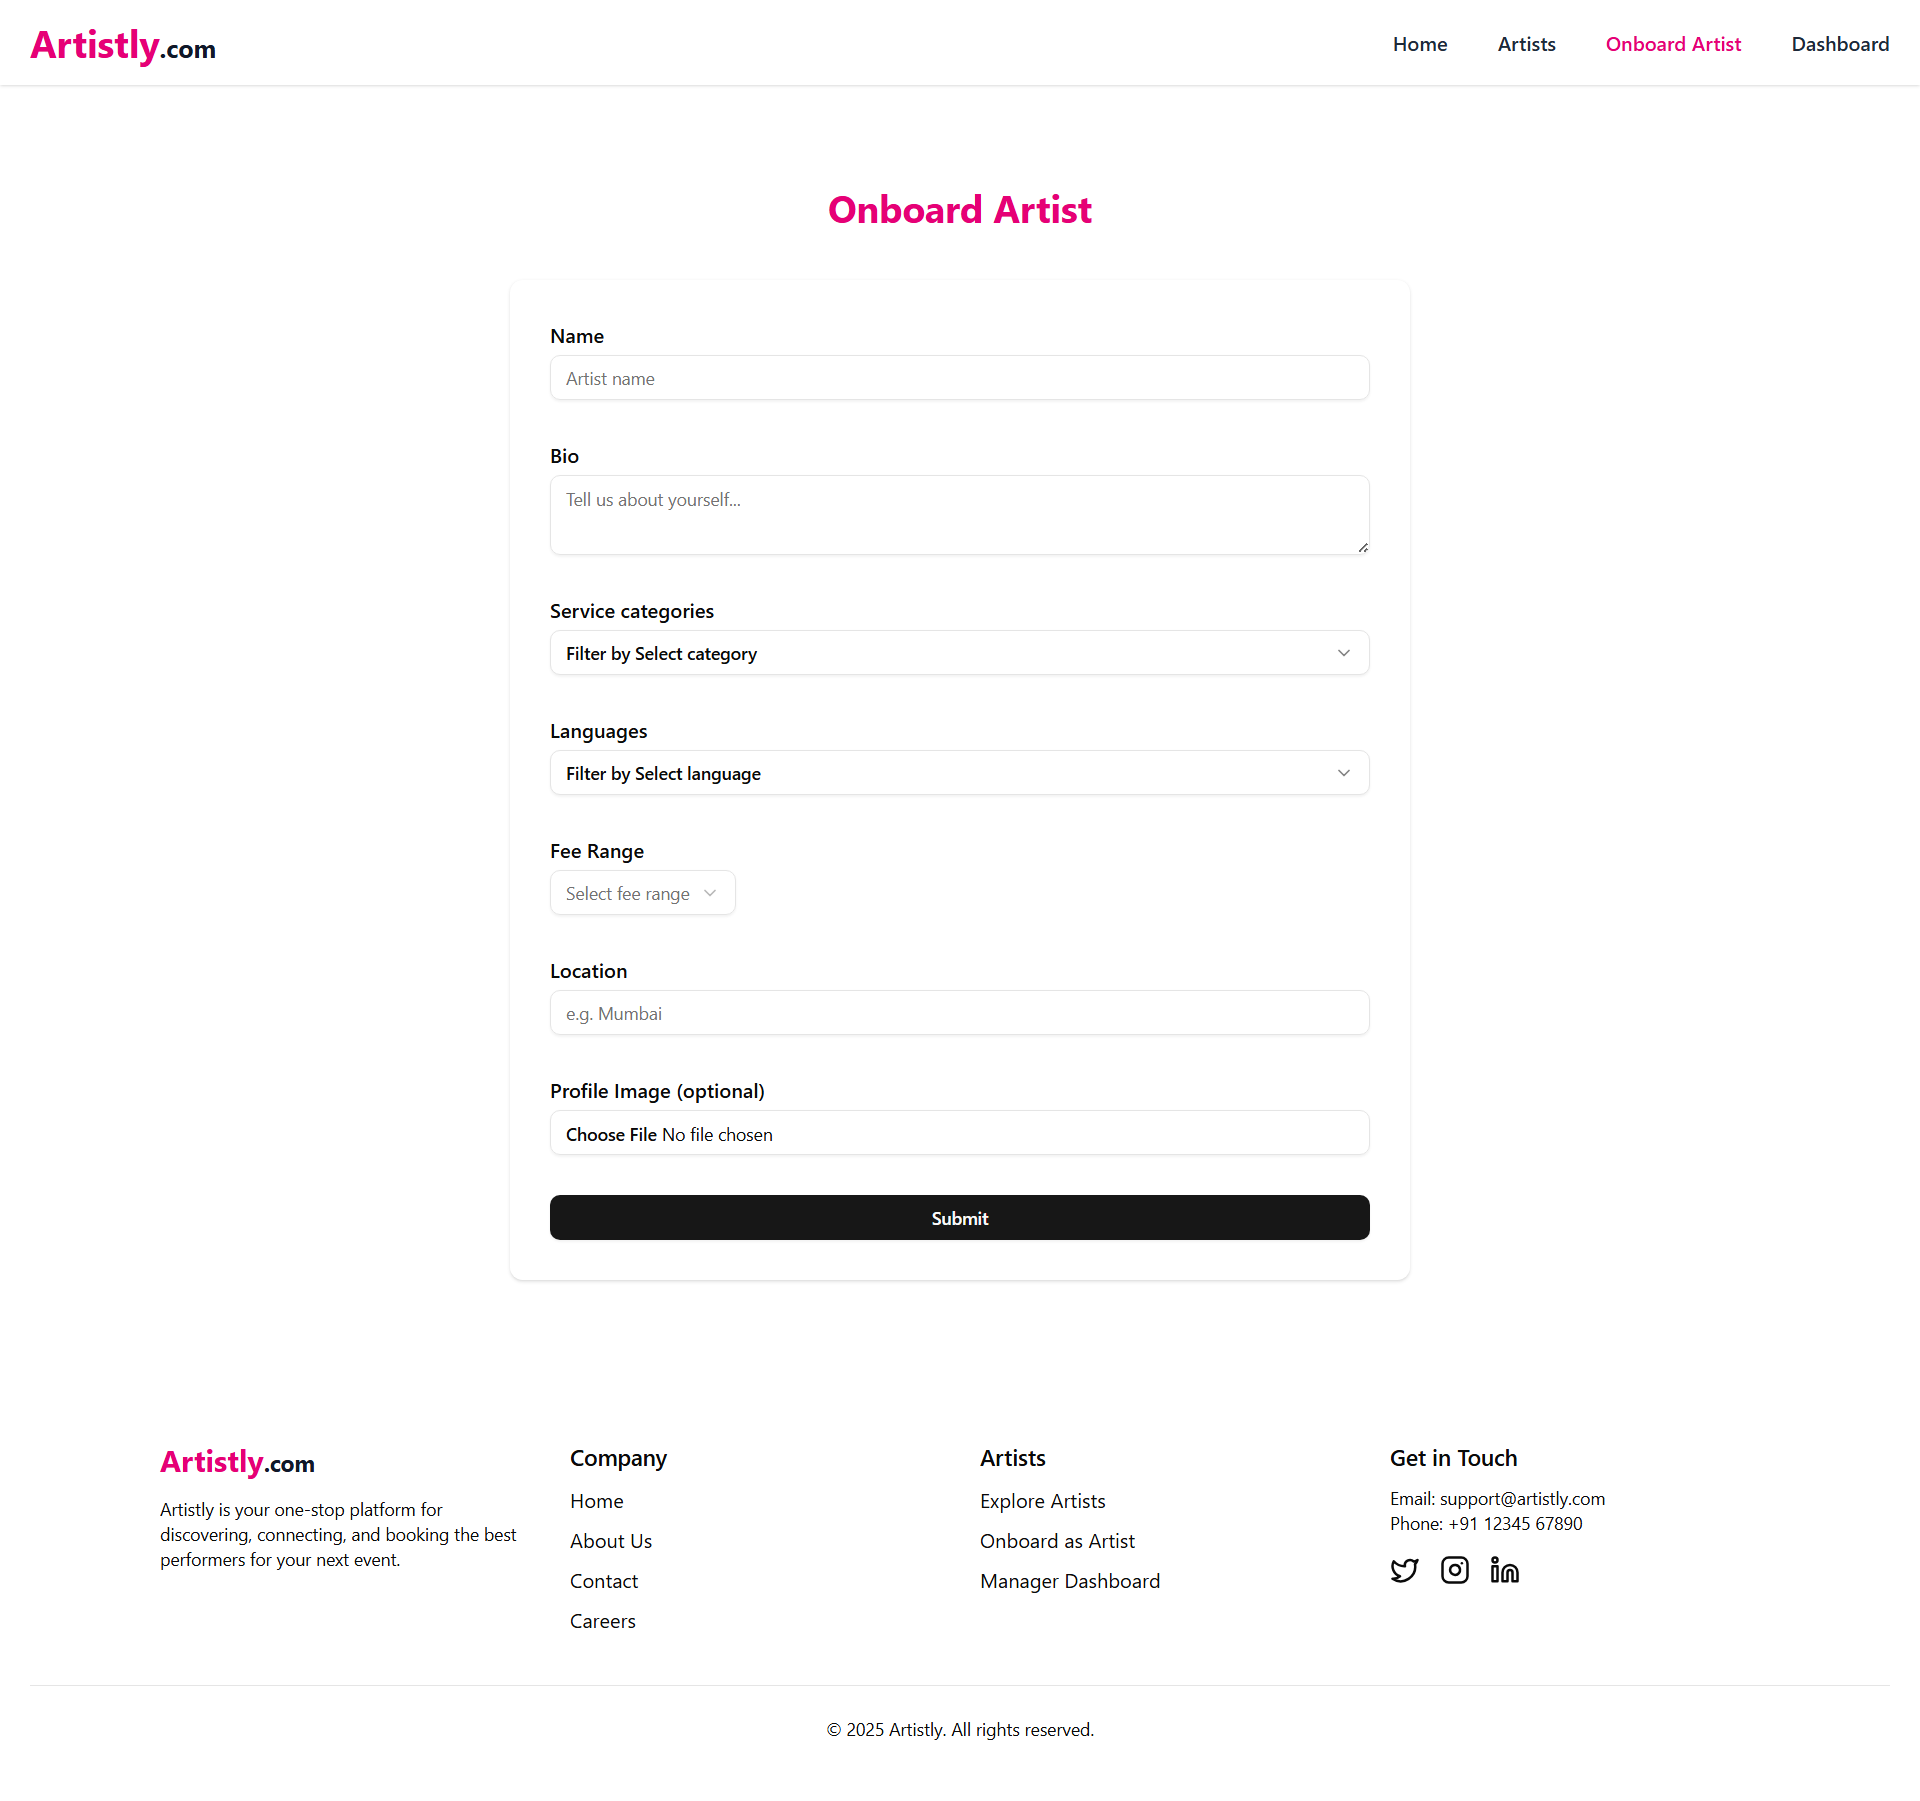 Artistly.com
Home
Artists
Onboard Artist
Dashboard
Onboard Artist
Name
Artist name
Bio
Tell us about yourself...
Service categories
Filter by Select category
Languages
Filter by Select language
Fee Range
Select fee range
Location
e.g. Mumbai
Profile Image (optional)
Choose File No file chosen
Submit
Artistly.com
Artistly is your one-stop platform for
discovering, connecting, and booking the best
performers for your next event.
Company
Home
About Us
Contact
Careers
Artists
Explore Artists
Onboard as Artist
Manager Dashboard
Get in Touch
Email: support@artistly.com
Phone: +91 12345 67890
© 2025 Artistly. All rights reserved.